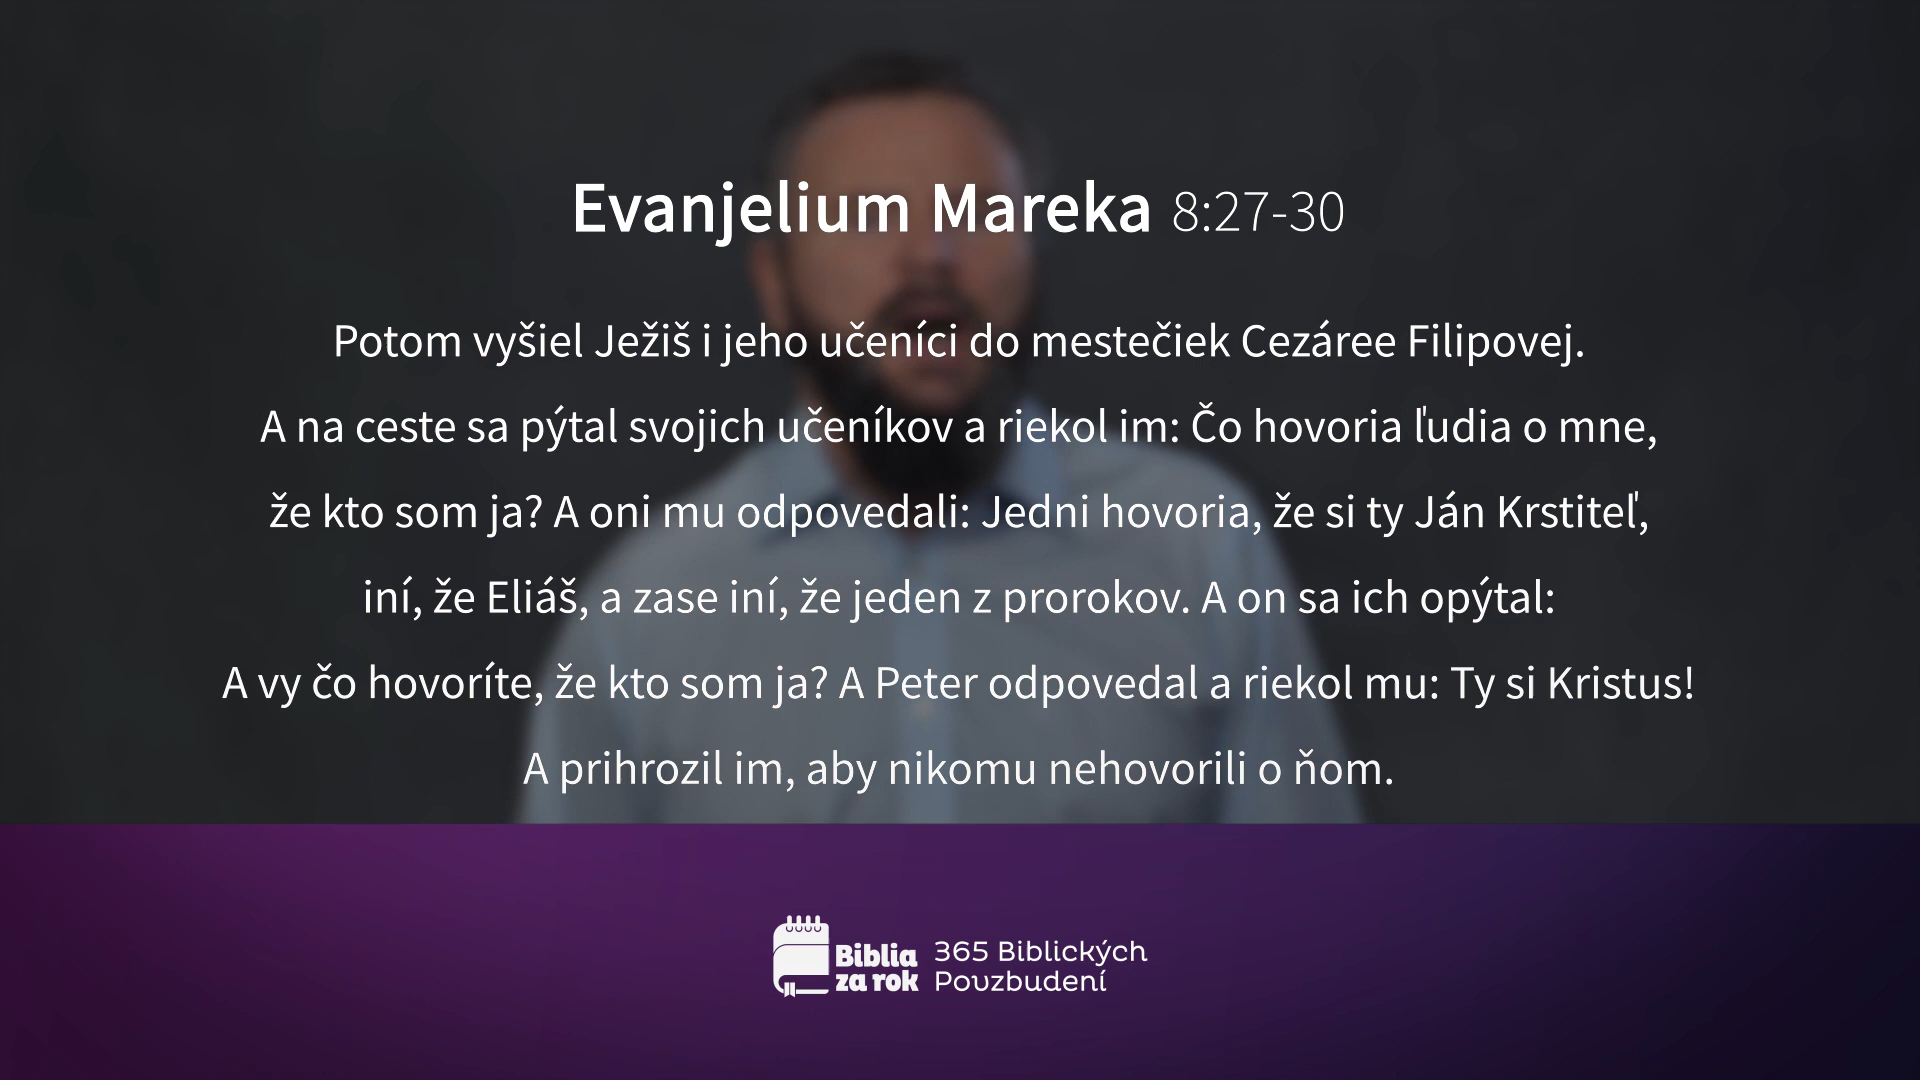 Evanjelium Mareka 8:27-30
Potom vyšiel Ježiš i jeho učeníci do mestečiek Cezáree Filipovej.
A na ceste sa pýtal svojich učeníkov a riekol im: Čo hovoria ľudia o mne,
že kto som ja? A oni mu odpovedali: Jedni hovoria, že si ty Ján Krstiteľ,
iní, že Eliáš, a zase iní, že jeden z prorokov. A on sa ich opýtal:
A vy čo hovoríte, že kto som ja? A Peter odpovedal a riekol mu: Ty si Kristus!
A prihrozil im, aby nikomu nehovorili o ňom.
Biblia
za rok
365 Biblických
Povzbudení